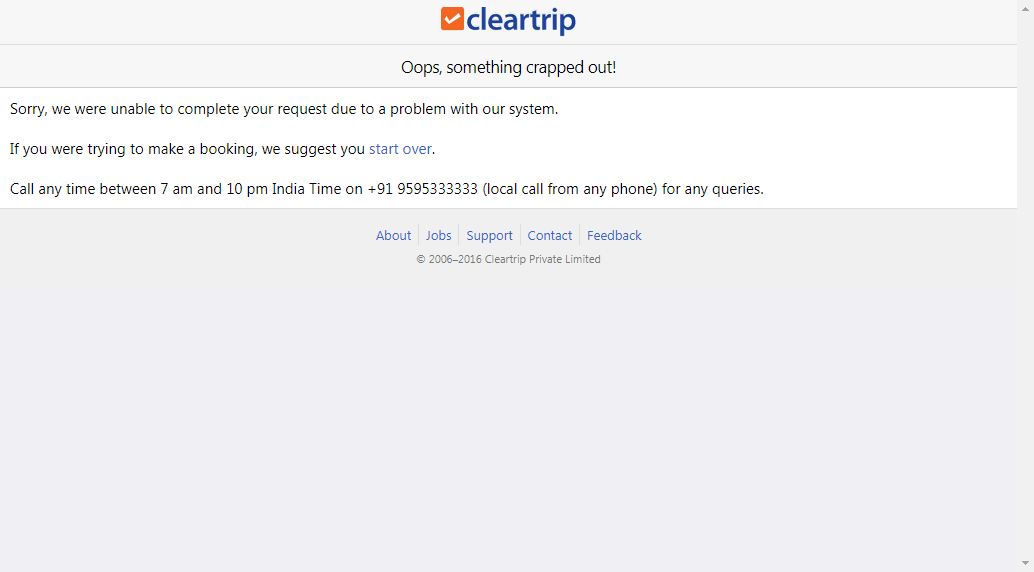 cleartrip
Oops, something crapped out!
Sorry, we were unable to complete your request due to a problem with our system.
If you were trying to make a booking, we suggest you start over.
Call any time between 7 am and 10 pm India Time on +91 9595333333 (local call from any phone) for any queries.
About Jobs Support Contact Feedback
© 2006–2016 Cleartrip Private Limited